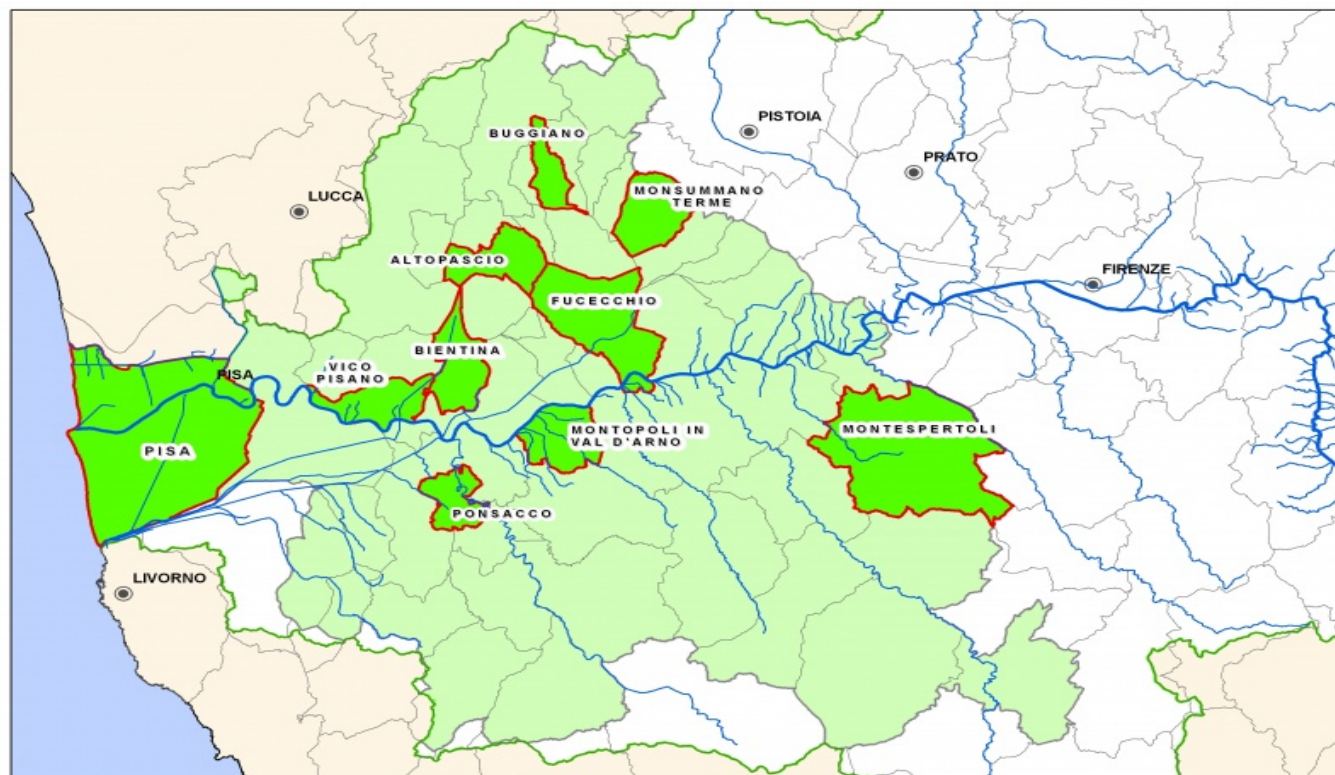 PISTOIA
BUGGIANO
PRATO
MONSUMMANO
TERME
LUCCA
ALTOPASCIO
FIRENZE
FUCECCHIO
BIENTINA
VICO
PISANO
PISA
MONTOPOLI IN
VAL D'ARNO
MONTESPERTOLI
PISA
PONSACCO
LIVORNO